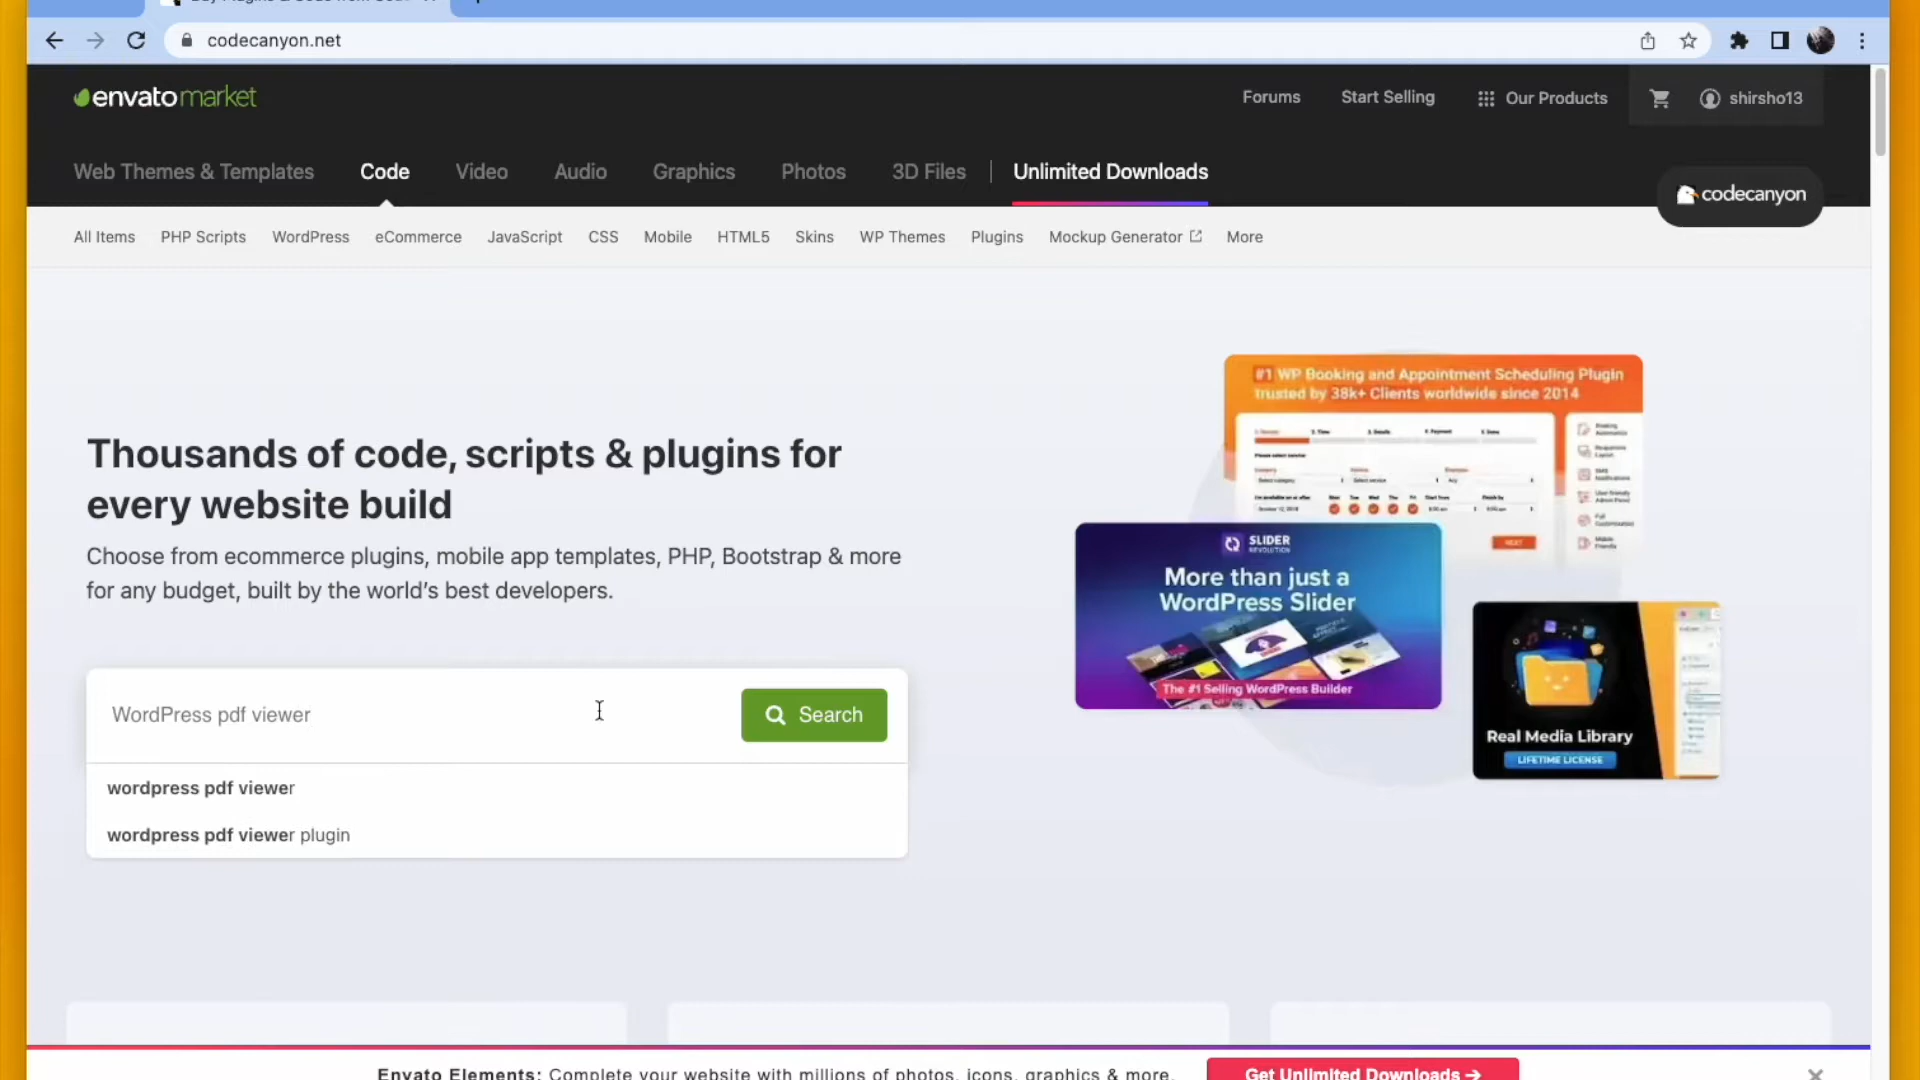 codecanyon.net
envatomarket
Forums
Start Selling
Our Products
shirsho13
Web Themes & Templates
Code
Video
Audio
Graphics
Photos
3D Files
Unlimited Downloads
codecanyon
All Items
PHP Scripts
WordPress
eCommerce
JavaScript
CSS
Mobile
HTML5
Skins
WP Themes
Plugins
Mockup Generator
More
Thousands of code, scripts & plugins for
every website build
Choose from ecommerce plugins, mobile app templates, PHP, Bootstrap & more
for any budget, built by the world's best developers.
WordPress pdf viewer
Search
wordpress pdf viewer
wordpress pdf viewer plugin
#1 WP Booking and Appointment Scheduling Plugin
trusted by 38k+ Clients worldwide since 2014
SLIDER
REVOLUTION
More than just a
WordPress Slider
The #1 Selling WordPress Builder
Real Media Library
LIFETIME LICENSE
Envato Elements: Complete your website with millions of photos, icons, graphics & more.
Get Unlimited Downloads →